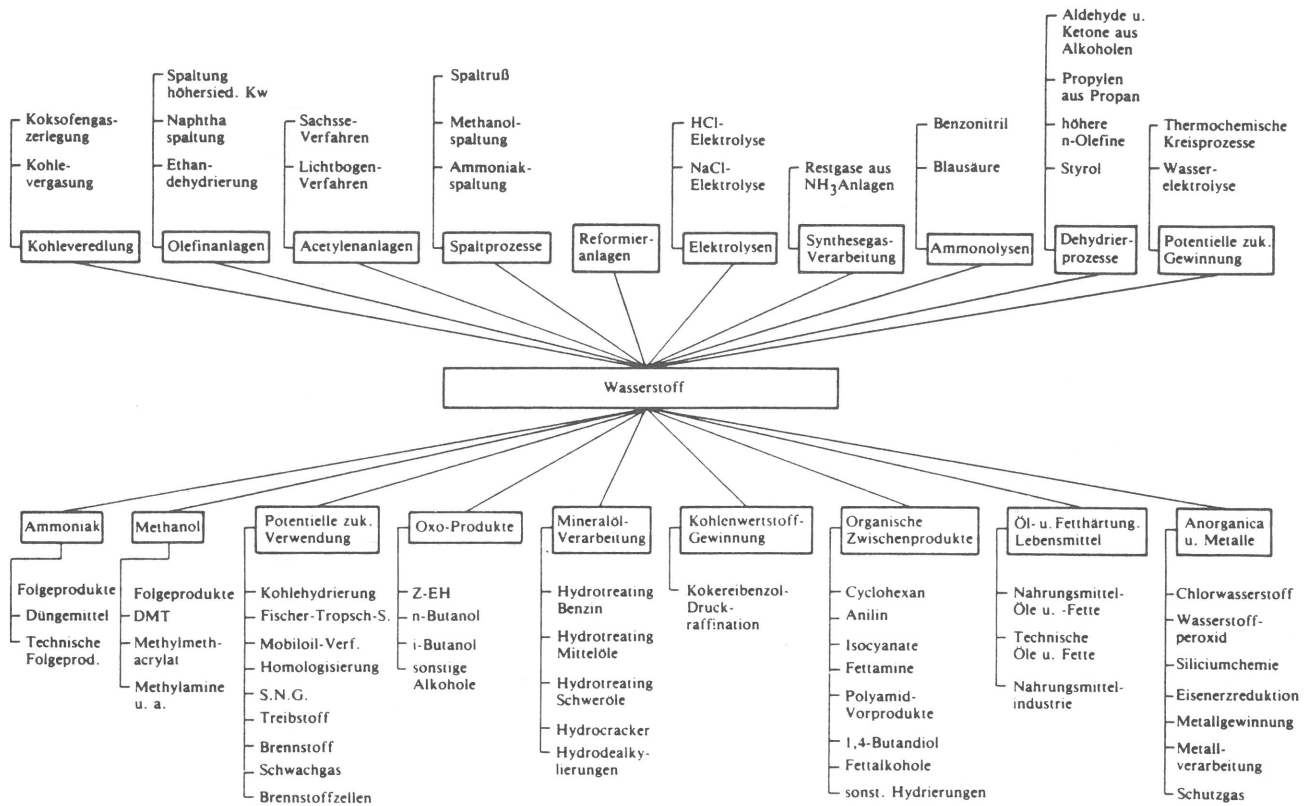 Koksofengas-
zerlegung
Kohle-
vergasung
Kohleveredlung
Spaltung
höhersied. Kw
Naphtha
spaltung
Ethan-
dehydrierung
Olefinanlagen
Sachsse-
Verfahren
Lichtbogen-
Verfahren
Acetylenanlagen
Spaltruß
Methanol-
spaltung
Ammoniak-
spaltung
Spaltprozesse
Reformier-
anlagen
HCl-
Elektrolyse
NaCl-
Elektrolyse
Elektrolysen
Restgase aus
NH3Anlagen
Synthesegas-
Verarbeitung
Benzonitril
Blausäure
Ammonolysen
Aldehyde u.
Ketone aus
Alkoholen
Propylen
aus Propan
höhere
n-Olefine
Styrol
Dehydrier-
prozesse
Thermochemische
Kreisprozesse
Wasser-
elektrolyse
Potentielle zuk.
Gewinnung
Wasserstoff
Ammoniak
Folgeprodukte
Düngemittel
Technische
Folgeprod.
Methanol
Folgeprodukte
DMT
Methylmeth-
acrylat
Methylamine
u. a.
Potentielle zuk.
Verwendung
Kohlehydrierung
Fischer-Tropsch-S.
Mobiloil-Verf.
Homologisierung
S.N.G.
Treibstoff
Brennstoff
Schwachgas
Brennstoffzellen
Oxo-Produkte
Z-EH
n-Butanol
i-Butanol
sonstige
Alkohole
Mineralöl-
Verarbeitung
Hydrotreating
Benzin
Hydrotreating
Mittelöle
Hydrotreating
Schweröle
Hydrocracker
Hydrodealky-
lierungen
Kohlenwertstoff-
Gewinnung
Kokereibenzol-
Druck-
raffination
Organische
Zwischenprodukte
Cyclohexan
Anilin
Isocyanate
Fettamine
Polyamid-
Vorprodukte
1,4-Butandiol
Fettalkohole
sonst. Hydrierungen
Öl- u. Fetthärtung.
Lebensmittel
Nahrungsmittel-
Öle u. -Fette
Technische
Öle u. Fette
Nahrungsmittel-
industrie
Anorganica
u. Metalle
Chlorwasserstoff
Wasserstoff-
peroxid
Siliciumchemie
Eisenerzreduktion
Metallgewinnung
Metall-
verarbeitung
Schutzgas